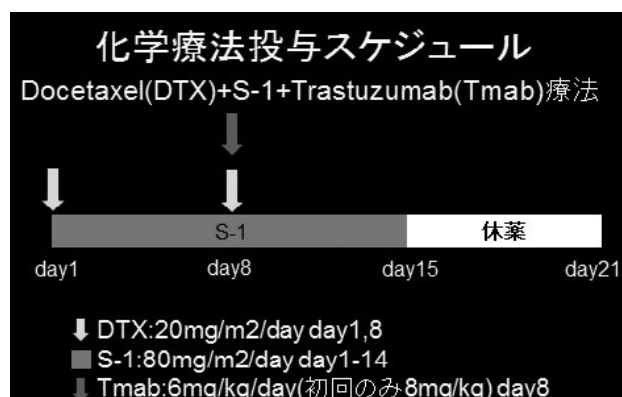 化学療法投与スケジュール
Docetaxel(DTX)+S-1+Trastuzumab(Tmab)療法
S-1
休薬
day1
day8
day15
day21
DTX:20mg/m2/day day1,8
S-1:80mg/m2/day day1-14
Tmab:6mg/kg/day(初回のみ8mg/kg) day8